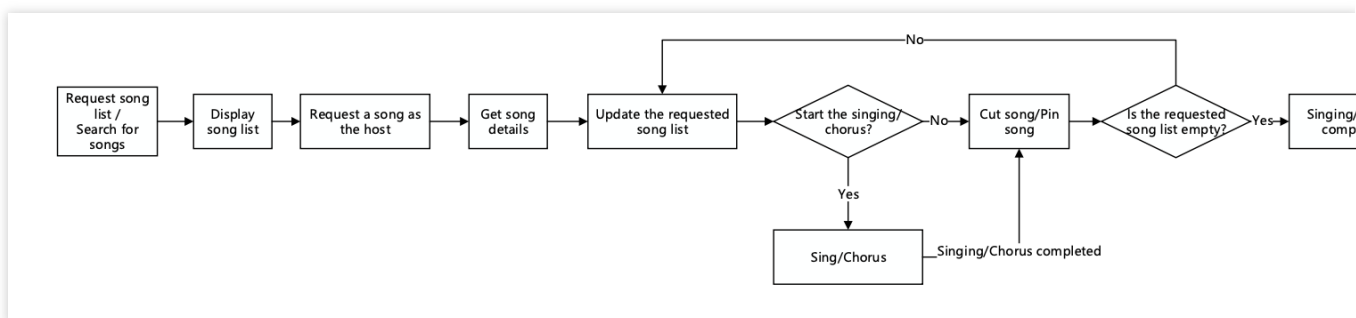 No
Request song
list /
Search for
songs
Display
song list
Request a song as
the host
Get song
details
Update the requested
song list
Start the singing/
chorus?
No
Cut song/Pin
song
Is the requested
song list empty?
Yes
Singing/
comp
Yes
Sing/Chorus
Singing/Chorus completed